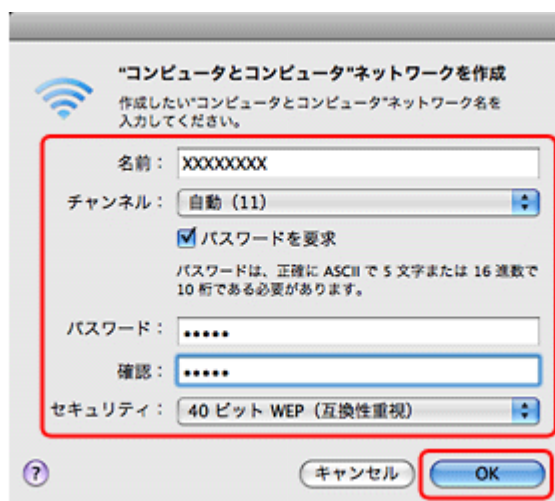 "コンピュータとコンピュータ"ネットワークを作成
作成したい"コンピュータとコンピュータ"ネットワーク名を
入力してください。
名前： XXXXXXXX
チャンネル： 自動（11）
パスワードを要求
パスワードは、正確に ASCII で 5 文字または 16 進数で
10 桁である必要があります。
パスワード： •••••
確認： •••••
セキュリティ： 40 ビット WEP（互換性重視）
? キャンセル OK